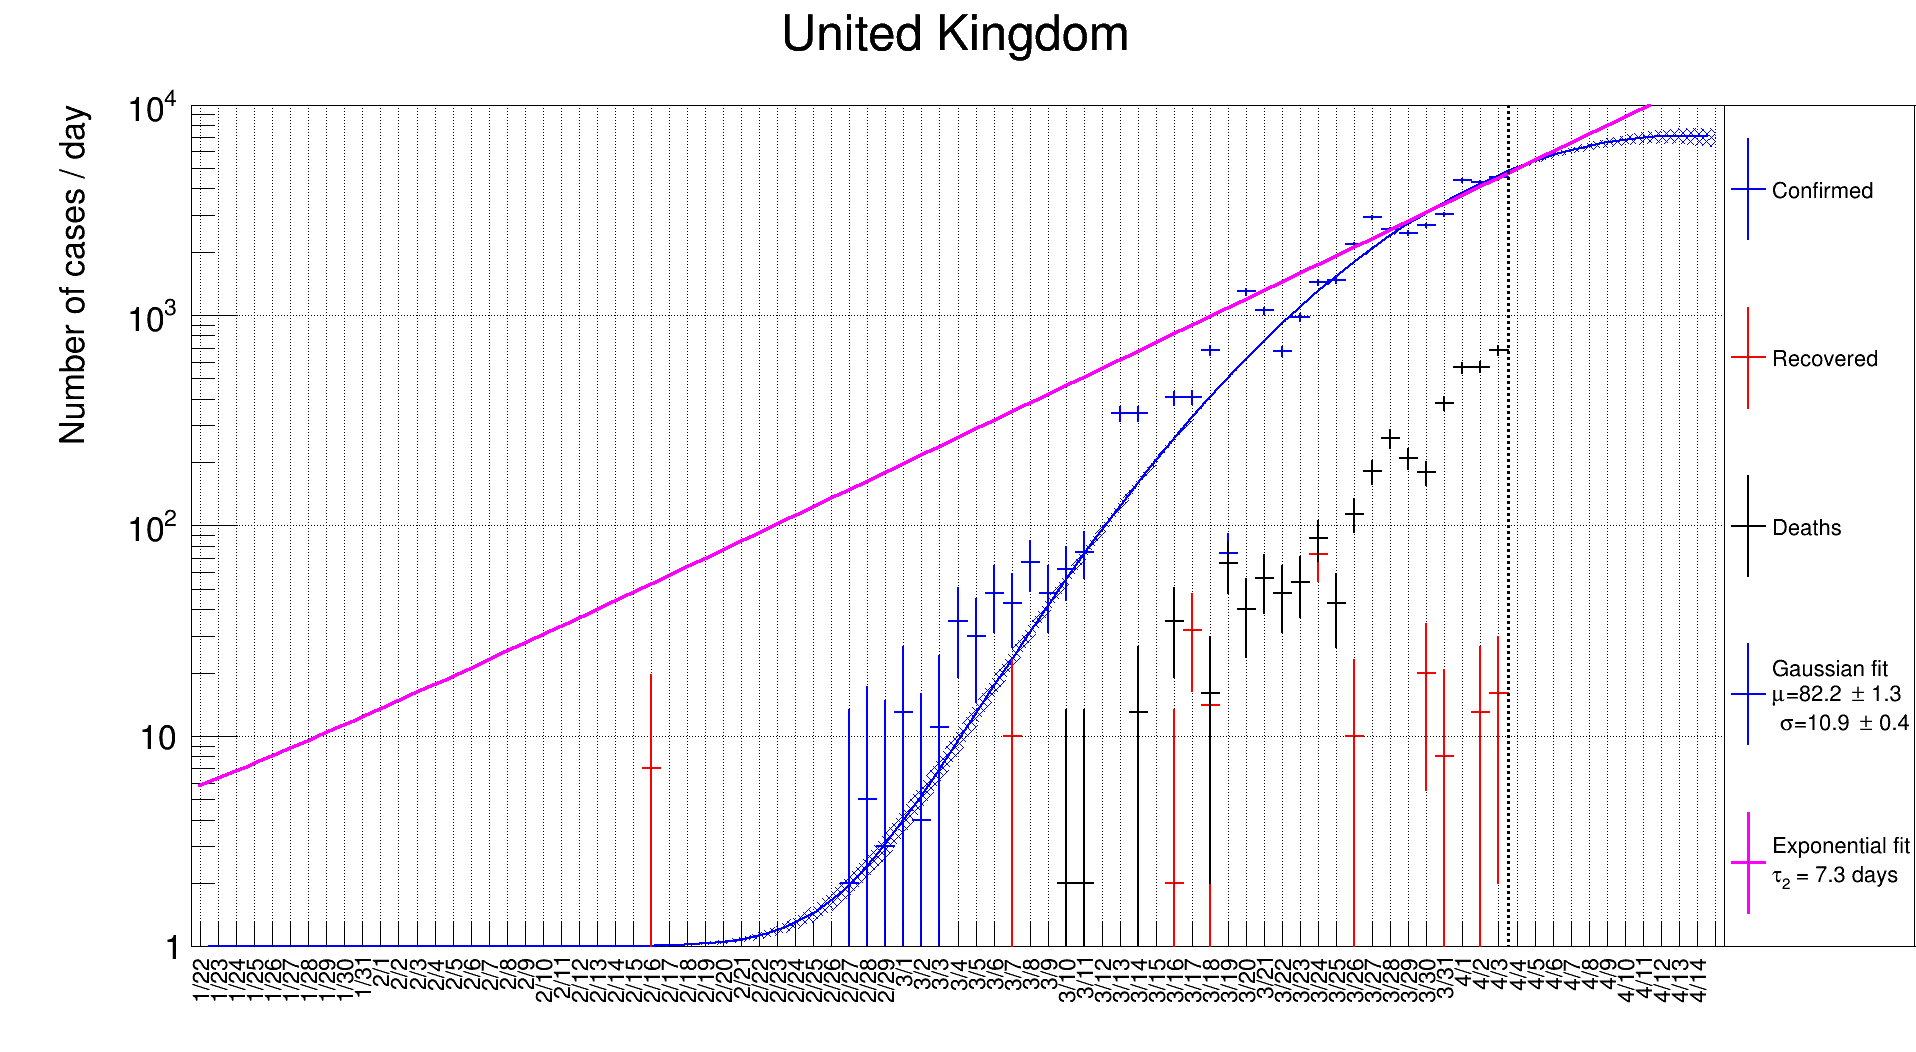 United Kingdom
Number of cases / day
10⁴
10³
10²
10
1
1/22 1/23 1/24 1/25 1/26 1/27 1/28 1/29 1/30 1/31 2/1 2/2 2/3 2/4 2/5 2/6 2/7 2/8 2/9 2/10 2/11 2/12 2/13 2/14 2/15 2/16 2/17 2/18 2/19 2/20 2/21 2/22 2/23 2/24 2/25 2/26 2/27 2/28 2/29 3/1 3/2 3/3 3/4 3/5 3/6 3/7 3/8 3/9 3/10 3/11 3/12 3/13 3/14 3/15 3/16 3/17 3/18 3/19 3/20 3/21 3/22 3/23 3/24 3/25 3/26 3/27 3/28 3/29 3/30 3/31 4/1 4/2 4/3 4/4 4/5 4/6 4/7 4/8 4/9 4/10 4/11 4/12 4/13 4/14
Confirmed
Recovered
Deaths
Gaussian fit
μ=82.2 ± 1.3
σ=10.9 ± 0.4
Exponential fit
τ₂ = 7.3 days